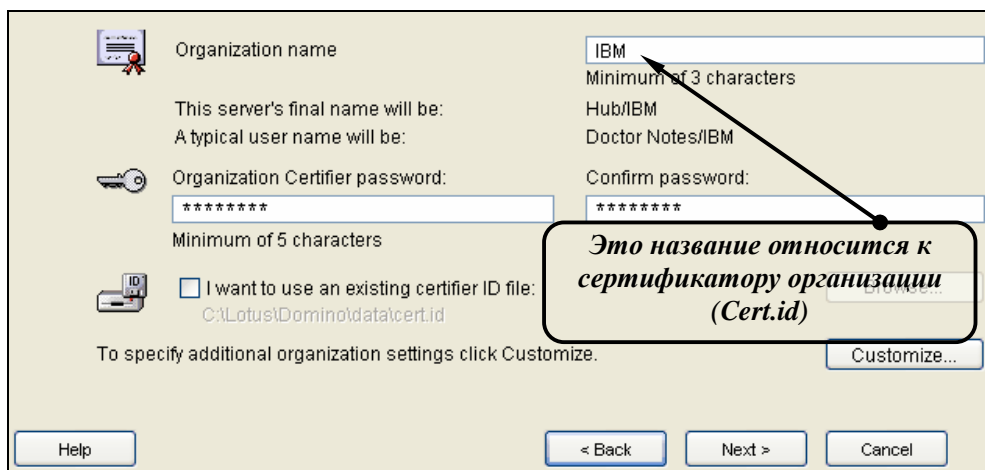 Organization name
IBM
Minimum of 3 characters
This server's final name will be:
Hub/IBM
A typical user name will be:
Doctor Notes/IBM
Organization Certifier password:
Confirm password:
********
********
Minimum of 5 characters
Это название относится к
сертификатору организации
(Cert.id)
ID
I want to use an existing certifier ID file:
Browse...
C:\Lotus\Domino\data\cert.id
To specify additional organization settings click Customize.
Customize...
Help
< Back
Next >
Cancel